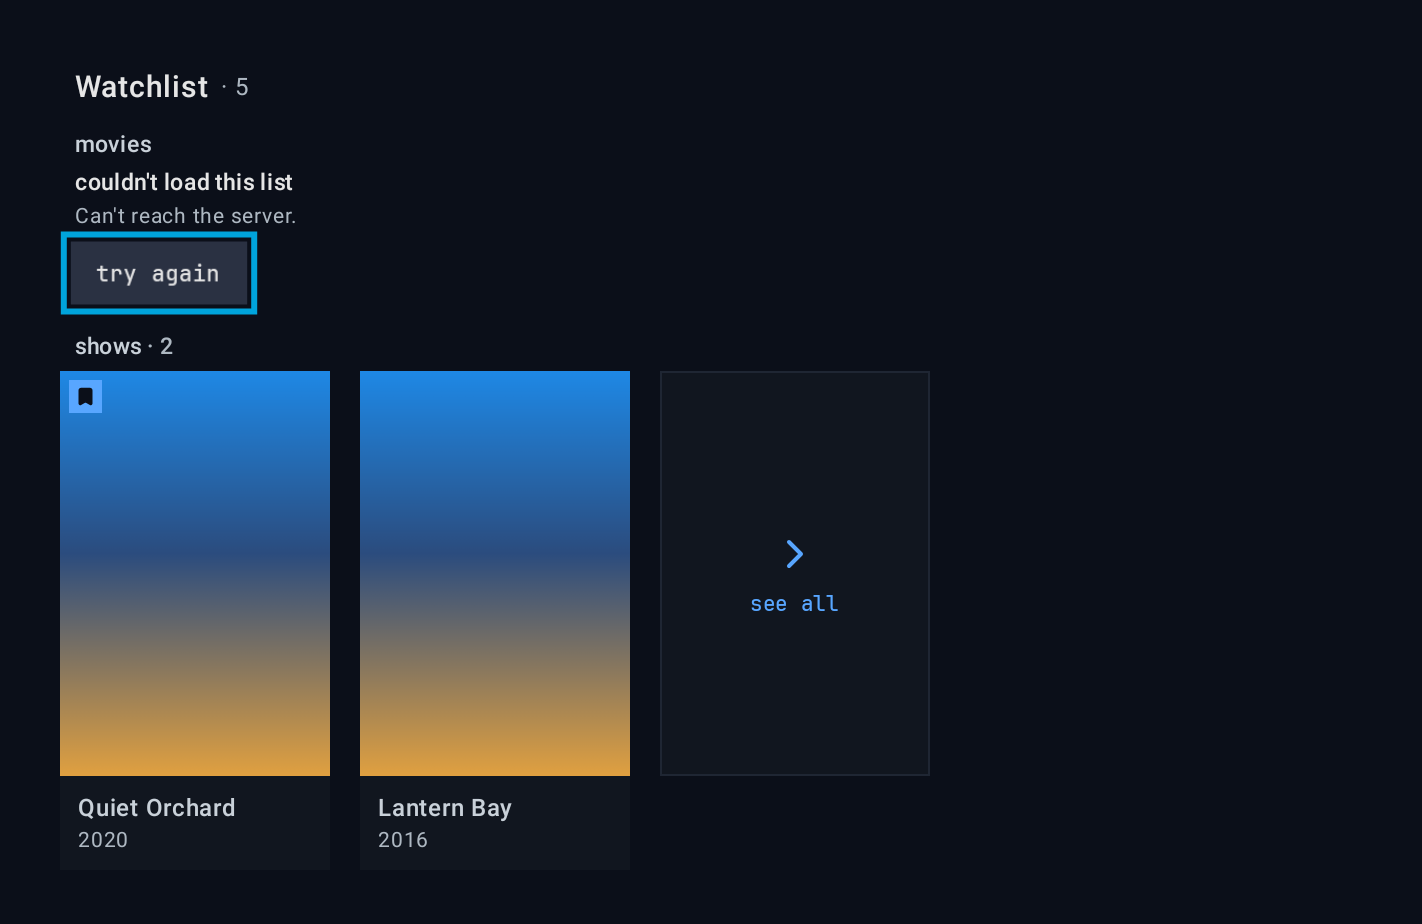 Watchlist · 5
movies
couldn't load this list
Can't reach the server.
try again
shows · 2
see all
Quiet Orchard
2020
Lantern Bay
2016